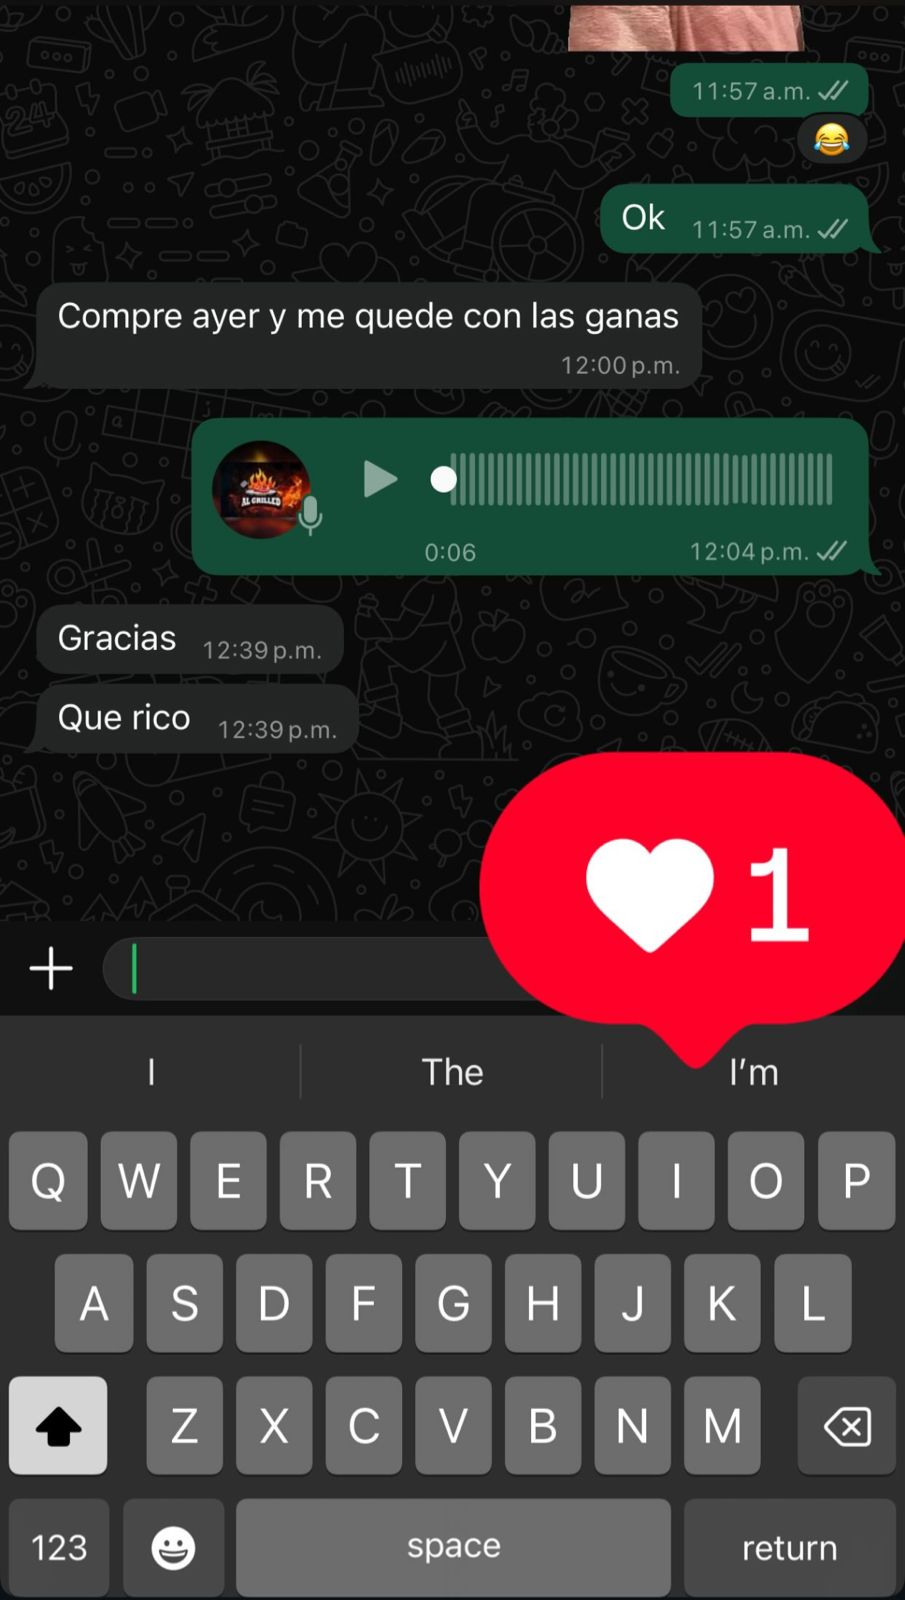 11:57 a.m.
Ok 11:57 a.m.
Compre ayer y me quede con las ganas
12:00 p.m.
AL GRILLED
0:06 12:04 p.m.
Gracias 12:39 p.m.
Que rico 12:39 p.m.
1
I The I'm
Q W E R T Y U I O P
A S D F G H J K L
Z X C V B N M
123 space return